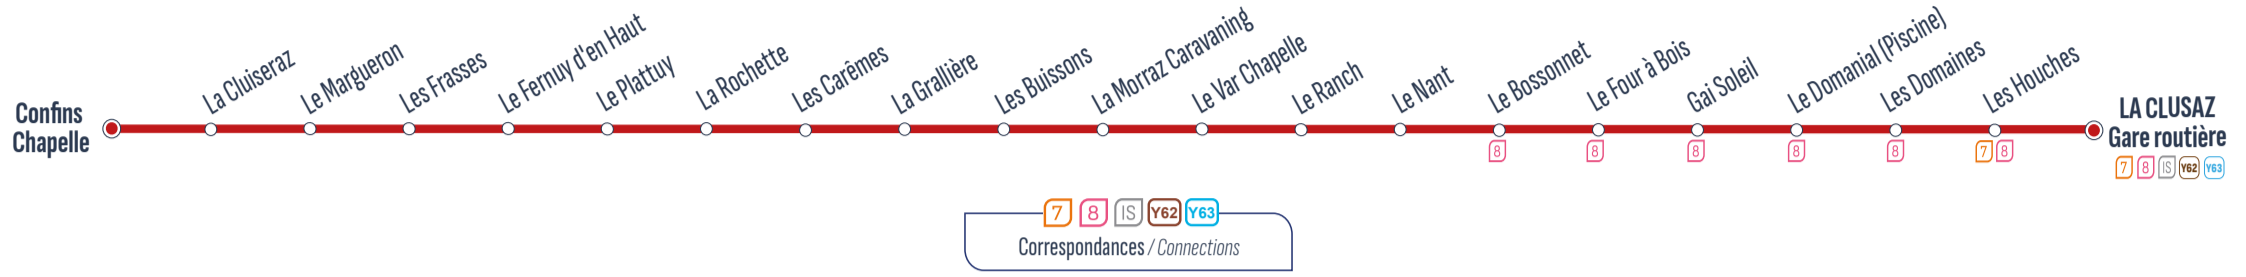 Confins
Chapelle
La Cluiseraz
Le Margueron
Les Frasses
Le Fernuy d'en Haut
Le Plattuy
La Rochette
Les Carêmes
La Grallière
Les Buissons
La Morraz Caravaning
Le Var Chapelle
Le Ranch
Le Nant
Le Bossonnet
8
Le Four à Bois
8
Gai Soleil
8
Le Domanial (Piscine)
8
Les Domaines
8
Les Houches
7 8
LA CLUSAZ
Gare routière
7 8 IS Y62 Y63
7 8 IS Y62 Y63
Correspondances / Connections